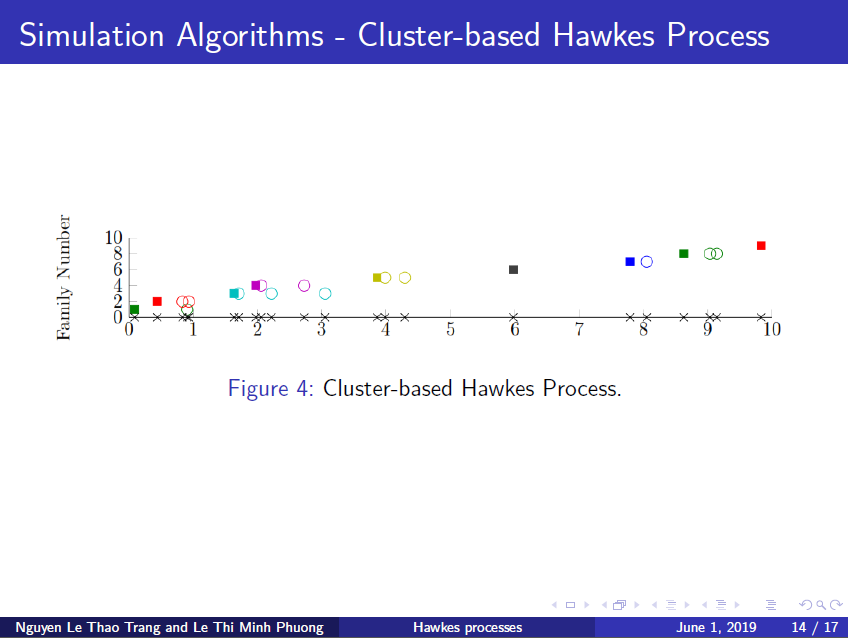 Simulation Algorithms - Cluster-based Hawkes Process
Family Number
10
8
6
4
2
0
0 1 2 3 4 5 6 7 8 9 10
Figure 4: Cluster-based Hawkes Process.
Nguyen Le Thao Trang and Le Thi Minh Phuong Hawkes processes June 1, 2019 14 / 17